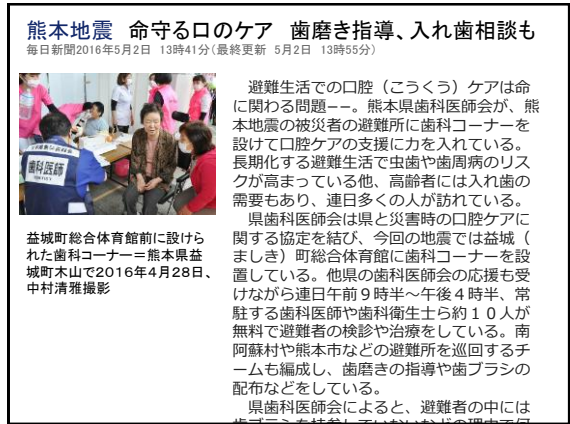 熊本地震　命守る口のケア　歯磨き指導、入れ歯相談も
毎日新聞2016年5月2日　13時41分(最終更新　5月2日　13時55分)
歯科医師
益城町総合体育館前に設けら
れた歯科コーナー＝熊本県益
城町木山で2016年4月28日、
中村清雅撮影
　避難生活での口腔（こうくう）ケアは命
に関わる問題−−。熊本県歯科医師会が、熊
本地震の被災者の避難所に歯科コーナーを
設けて口腔ケアの支援に力を入れている。
長期化する避難生活で虫歯や歯周病のリス
クが高まっている他、高齢者には入れ歯の
需要もあり、連日多くの人が訪れている。
　県歯科医師会は県と災害時の口腔ケアに
関する協定を結び、今回の地震では益城（
ましき）町総合体育館に歯科コーナーを設
置している。他県の歯科医師会の応援も受
けながら連日午前９時半〜午後４時半、常
駐する歯科医師や歯科衛生士ら約１０人が
無料で避難者の検診や治療をしている。南
阿蘇村や熊本市などの避難所を巡回するチ
ームも編成し、歯磨きの指導や歯ブラシの
配布などをしている。
　県歯科医師会によると、避難者の中には